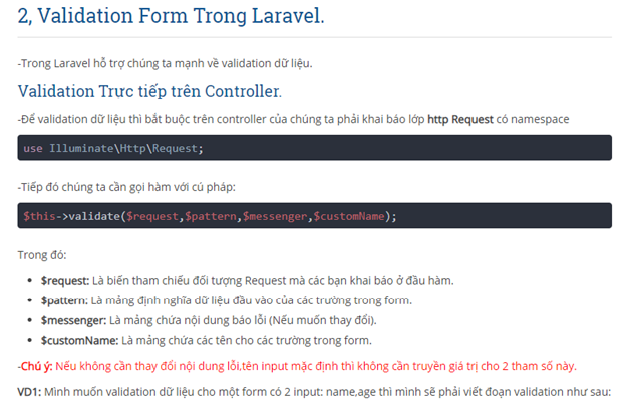 2, Validation Form Trong Laravel.
-Trong Laravel hỗ trợ chúng ta mạnh về validation dữ liệu.
Validation Trực tiếp trên Controller.
-Để validation dữ liệu thì bắt buộc trên controller của chúng ta phải khai báo lớp http Request có namespace
use Illuminate\Http\Request;
-Tiếp đó chúng ta cần gọi hàm với cú pháp:
$this->validate($request,$pattern,$messenger,$customName);
Trong đó:
• $request: Là biến tham chiếu đối tượng Request mà các bạn khai báo ở đầu hàm.
• $pattern: Là mảng định nghĩa dữ liệu đầu vào của các trường trong form.
• $messenger: Là mảng chứa nội dung báo lỗi (Nếu muốn thay đổi).
• $customName: Là mảng chứa các tên cho các trường trong form.
-Chú ý: Nếu không cần thay đổi nội dung lỗi,tên input mặc định thì không cần truyền giá trị cho 2 tham số này.
VD1: Mình muốn validation dữ liệu cho một form có 2 input: name,age thì mình sẽ phải viết đoạn validation như sau: